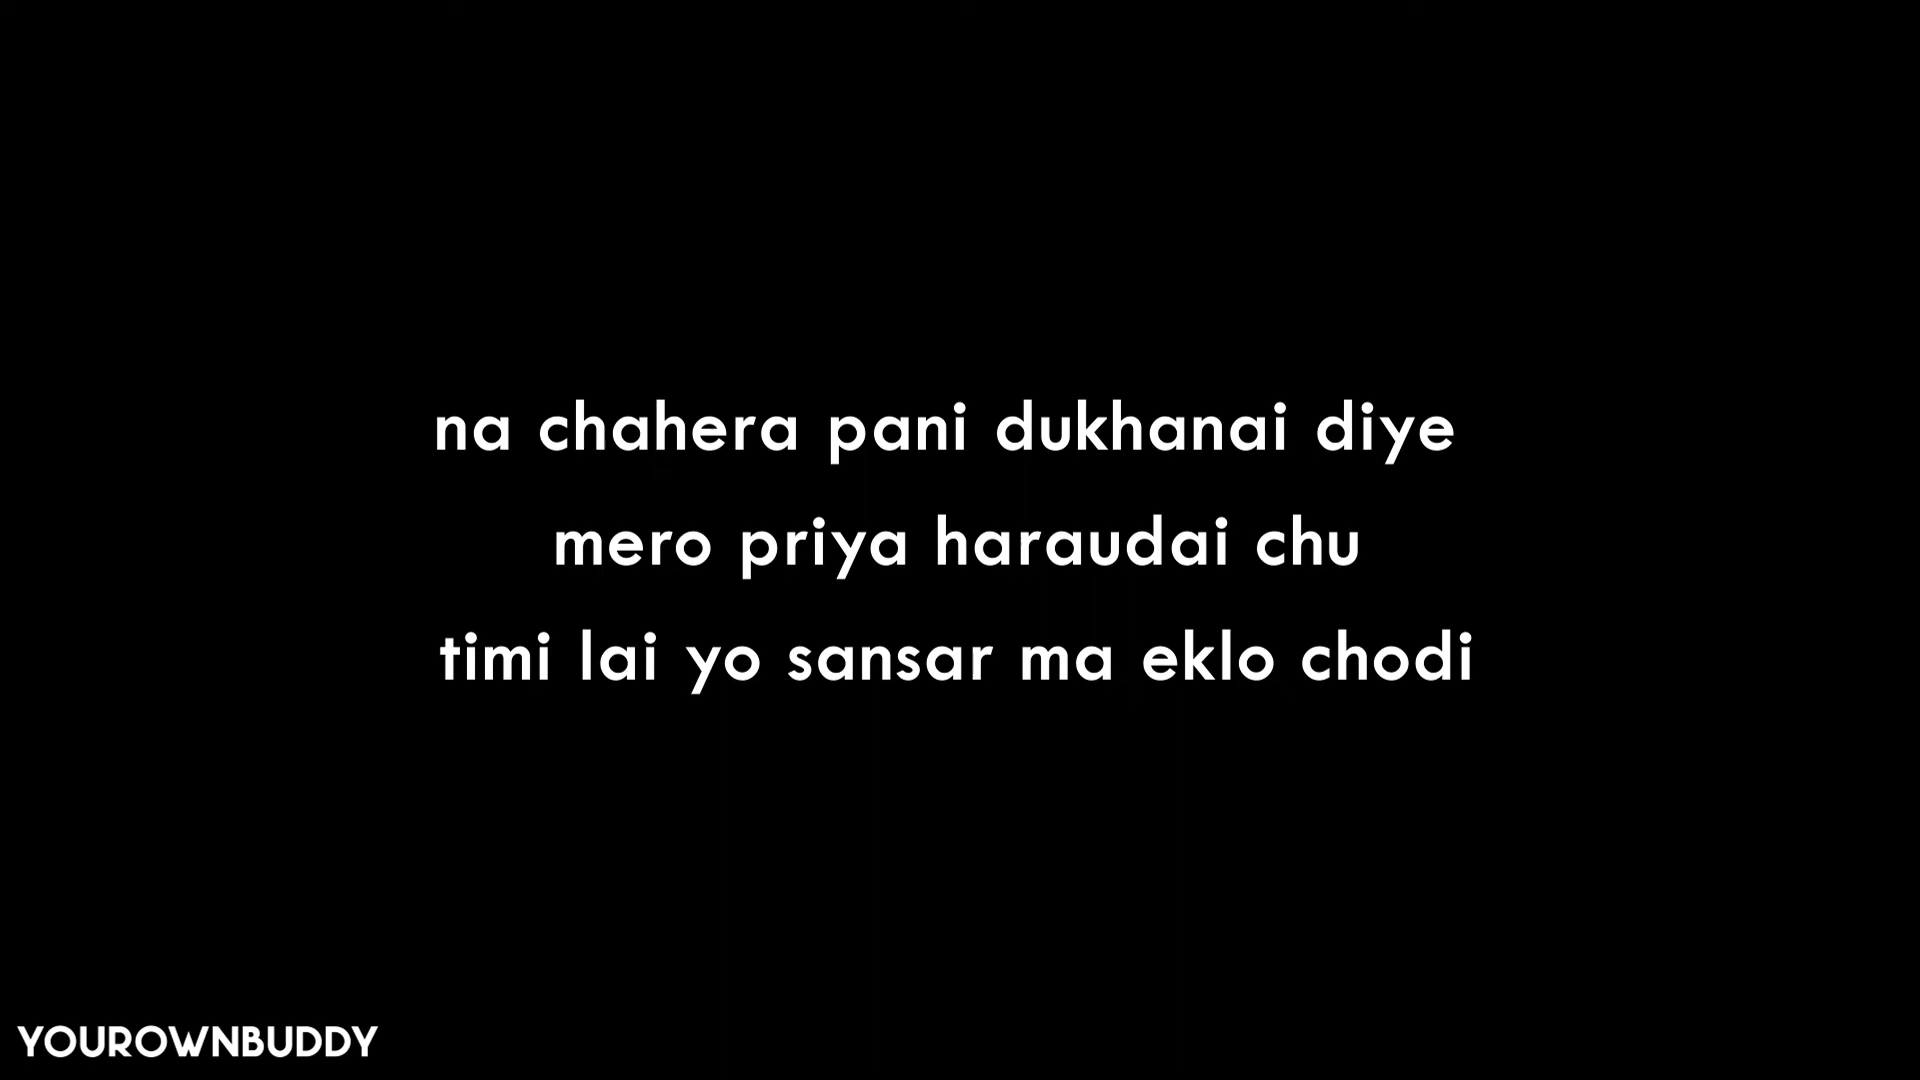 na chahera pani dukhanai diye
mero priya haraudai chu
timi lai yo sansar ma eklo chodi
YOUROWNBUDDY